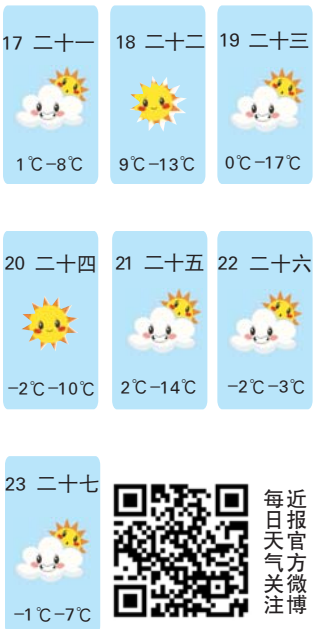 17 二十一
1℃-8℃
18 二十二
9℃-13℃
19 二十三
0℃-17℃
20 二十四
-2℃-10℃
21 二十五
2℃-14℃
22 二十六
-2℃-3℃
23 二十七
-1℃-7℃
近报官方微博
每日天气关注